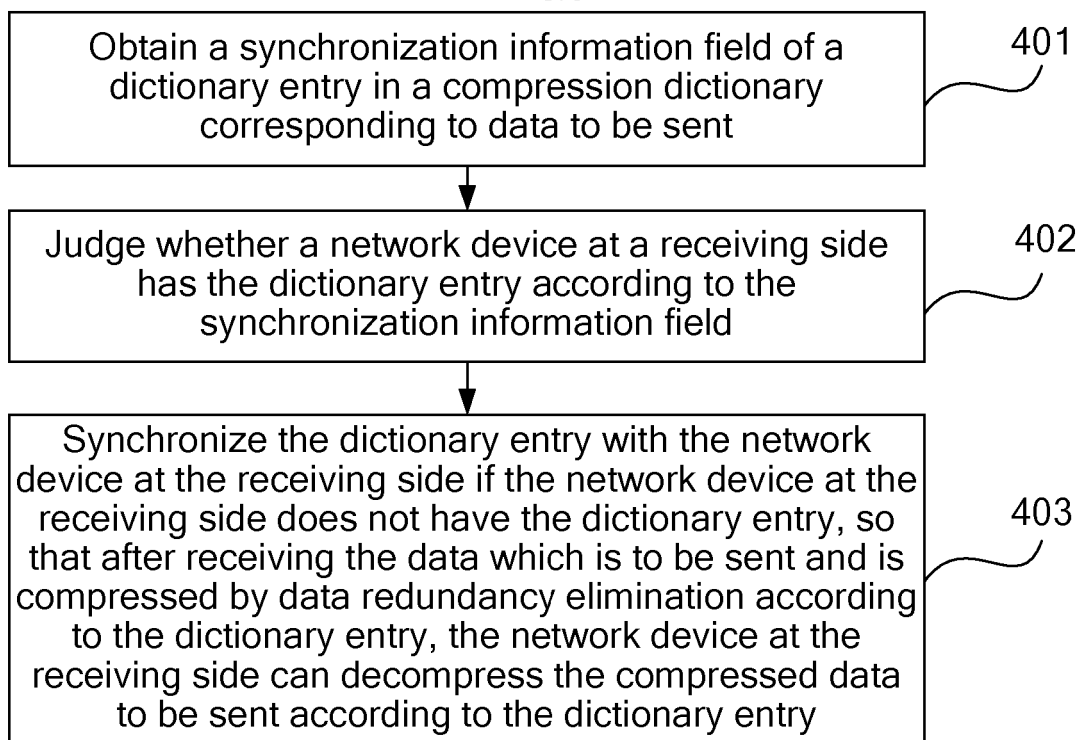 Obtain a synchronization information field of a
dictionary entry in a compression dictionary
corresponding to data to be sent
401
Judge whether a network device at a receiving side
has the dictionary entry according to the
synchronization information field
402
Synchronize the dictionary entry with the network
device at the receiving side if the network device at the
receiving side does not have the dictionary entry, so
that after receiving the data which is to be sent and is
compressed by data redundancy elimination according
to the dictionary entry, the network device at the
receiving side can decompress the compressed data
to be sent according to the dictionary entry
403